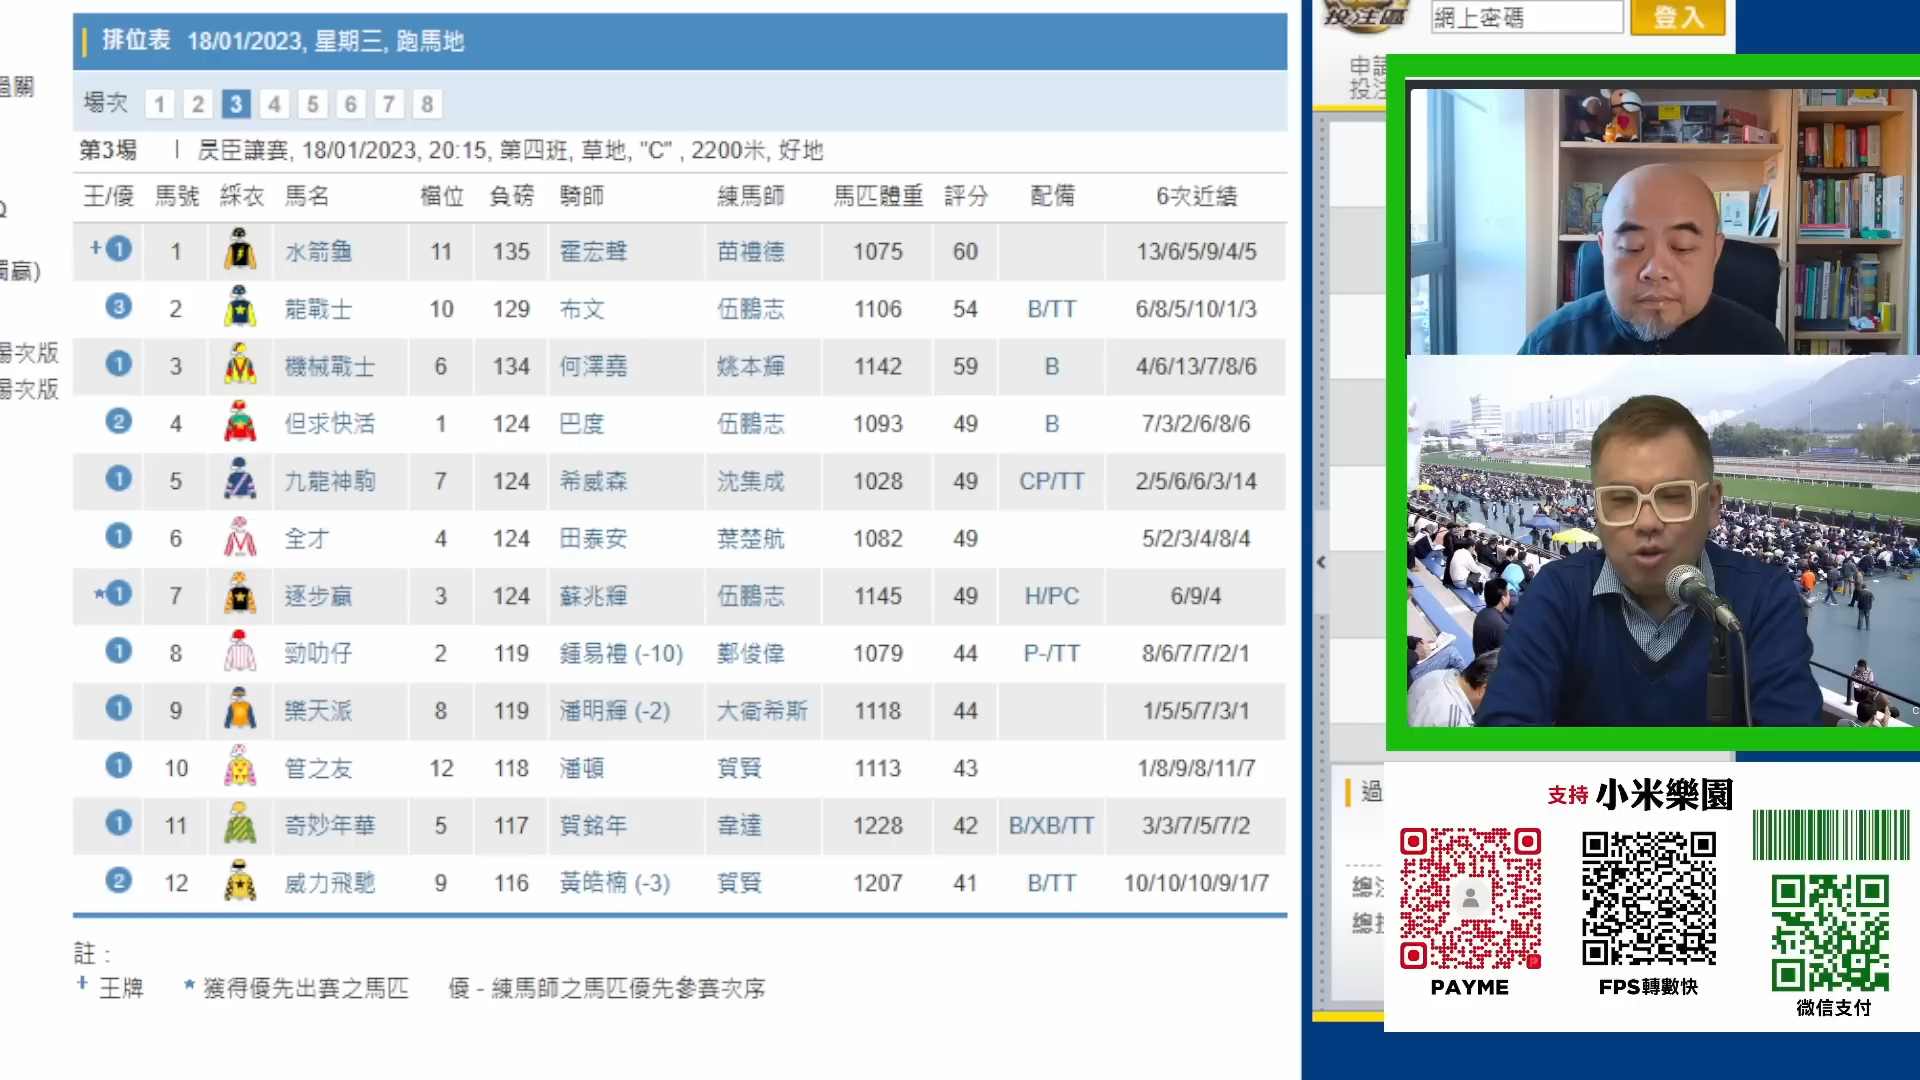 排位表 18/01/2023, 星期三, 跑馬地
場次 1 2 3 4 5 6 7 8
第3場 | 昃臣讓賽, 18/01/2023, 20:15, 第四班, 草地, "C" , 2200米, 好地
王/優 馬號 綵衣 馬名 檔位 負磅 騎師 練馬師 馬匹體重 評分 配備 6次近績
+ 1 1 水箭龜 11 135 霍宏聲 苗禮德 1075 60 13/6/5/9/4/5
3 2 龍戰士 10 129 布文 伍鵬志 1106 54 B/TT 6/8/5/10/1/3
1 3 機械戰士 6 134 何澤堯 姚本輝 1142 59 B 4/6/13/7/8/6
2 4 但求快活 1 124 巴度 伍鵬志 1093 49 B 7/3/2/6/8/6
1 5 九龍神駒 7 124 希威森 沈集成 1028 49 CP/TT 2/5/6/6/3/14
1 6 全才 4 124 田泰安 葉楚航 1082 49 5/2/3/4/8/4
* 1 7 逐步贏 3 124 蘇兆輝 伍鵬志 1145 49 H/PC 6/9/4
1 8 勁叻仔 2 119 鍾易禮 (-10) 鄭俊偉 1079 44 P-/TT 8/6/7/7/2/1
1 9 樂天派 8 119 潘明輝 (-2) 大衛希斯 1118 44 1/5/5/7/3/1
1 10 管之友 12 118 潘頓 賀賢 1113 43 1/8/9/8/11/7
1 11 奇妙年華 5 117 賀銘年 韋達 1228 42 B/XB/TT 3/3/7/5/7/2
2 12 威力飛馳 9 116 黃皓楠 (-3) 賀賢 1207 41 B/TT 10/10/10/9/1/7
註 :
+ 王牌 * 獲得優先出賽之馬匹 優 - 練馬師之馬匹優先參賽次序
過關
場次版
場次版
投注區
網上密碼
登入
申請
投注
過
支持 小米樂園
PAYME
FPS轉數快
微信支付